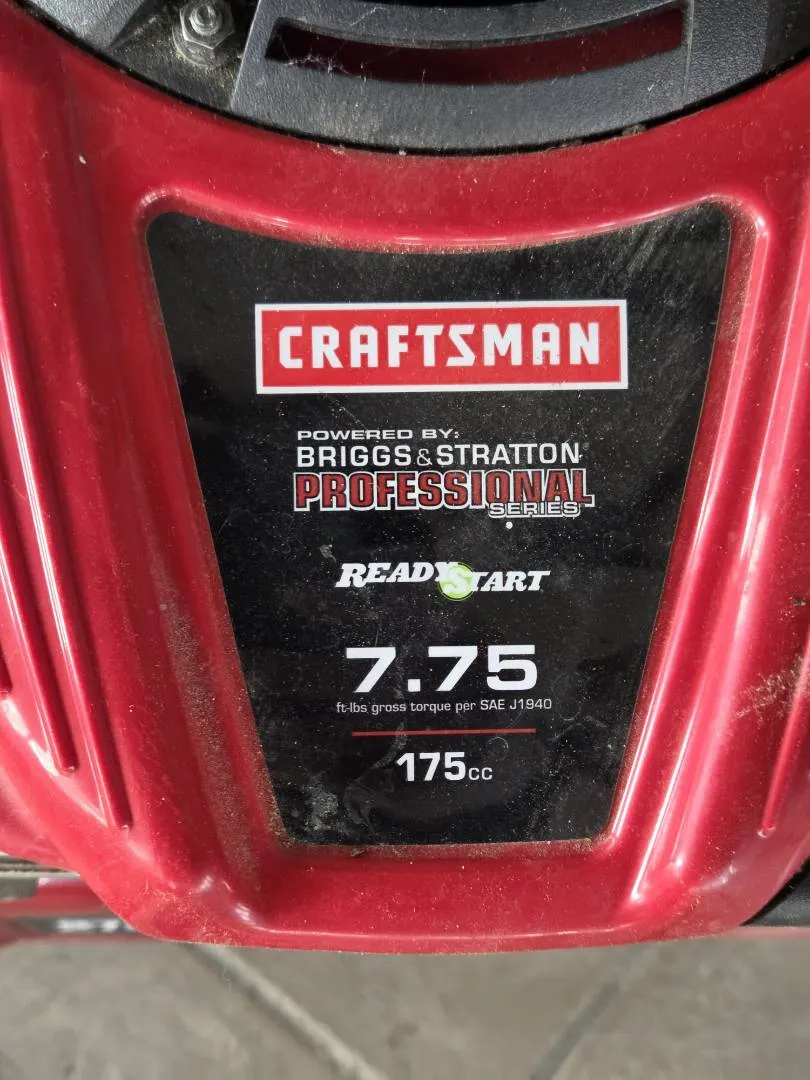 CRAFTSMAN
POWERED BY:
BRIGGS & STRATTON
PROFESSIONAL
SERIES
READY START
7.75
ft-lbs gross torque per SAE J1940
175cc